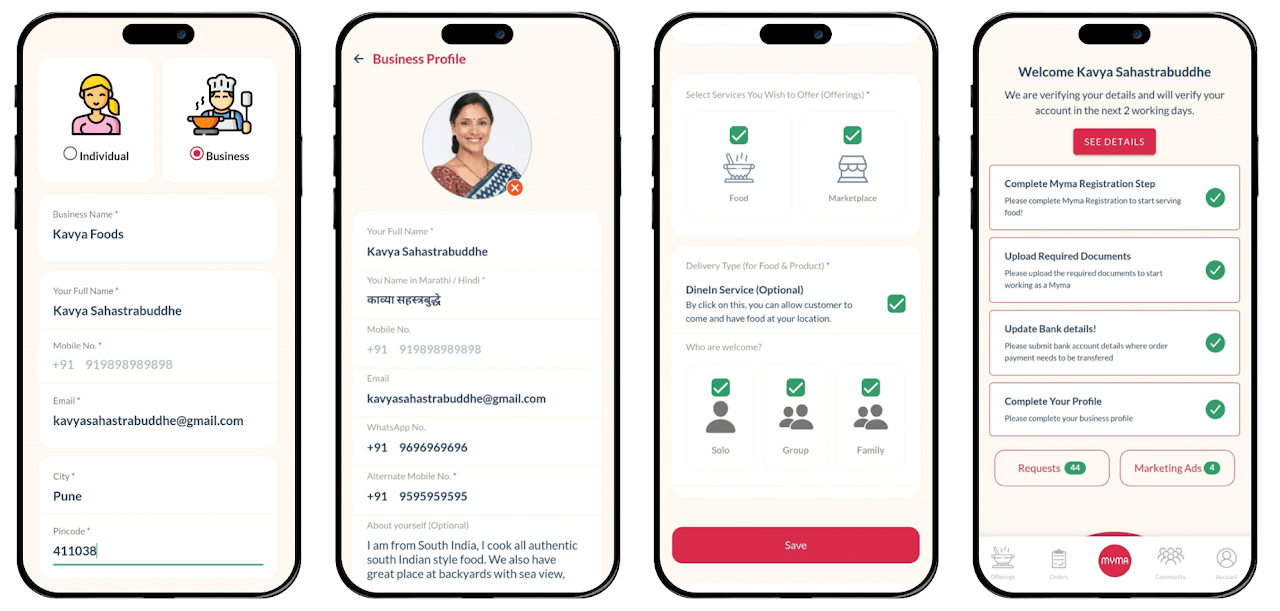 Individual
Business
Business Name *
Kavya Foods
Your Full Name *
Kavya Sahastrabuddhe
Mobile No. *
+91 919898989898
Email *
kavyasahastrabuddhe@gmail.com
City *
Pune
Pincode *
411038
Business Profile
Your Full Name *
Kavya Sahastrabuddhe
You Name in Marathi / Hindi *
काव्या सहस्त्रबुद्धे
Mobile No.
+91 919898989898
Email
kavyasahastrabuddhe@gmail.com
WhatsApp No.
+91 9696969696
Alternate Mobile No. *
+91 9595959595
About yourself (Optional)
I am from South India, I cook all authentic
south Indian style food. We also have
great place at backyards with sea view,
Select Services You Wish to Offer (Offerings) *
Food
Marketplace
Delivery Type (for Food & Product) *
DineIn Service (Optional)
By click on this, you can allow customer to
come and have food at your location.
Who are welcome?
Solo
Group
Family
Save
Welcome Kavya Sahastrabuddhe
We are verifying your details and will verify your
account in the next 2 working days.
SEE DETAILS
Complete Myma Registration Step
Please complete Myma Registration to start serving
food!
Upload Required Documents
Please upload the required documents to start
working as a Myma
Update Bank details!
Please submit bank account details where order
payment needs to be transfered
Complete Your Profile
Please complete your business profile
Requests 44
Marketing Ads 4
Offerings
Orders
MYMA
Community
Account